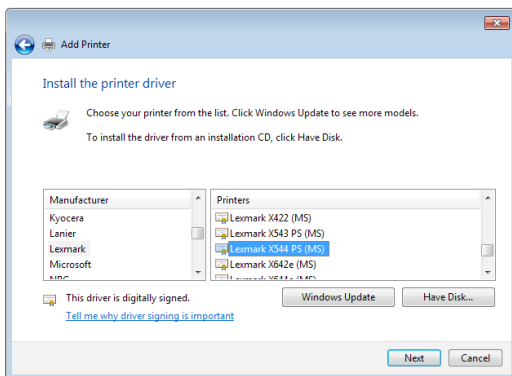 Add Printer
Install the printer driver
Choose your printer from the list. Click Windows Update to see more models.
To install the driver from an installation CD, click Have Disk.
Manufacturer
Kyocera
Lanier
Lexmark
Microsoft
Printers
Lexmark X422 (MS)
Lexmark X543 PS (MS)
Lexmark X544 PS (MS)
Lexmark X642e (MS)
This driver is digitally signed.
Tell me why driver signing is important
Windows Update
Have Disk...
Next
Cancel